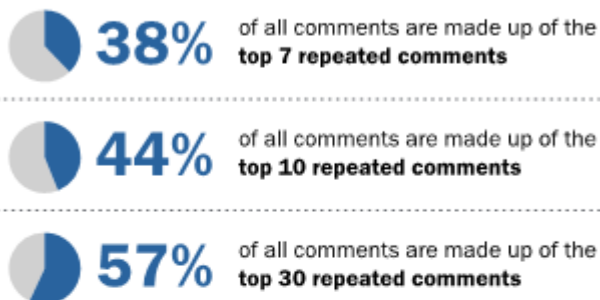 38% of all comments are made up of the
top 7 repeated comments
44% of all comments are made up of the
top 10 repeated comments
57% of all comments are made up of the
top 30 repeated comments